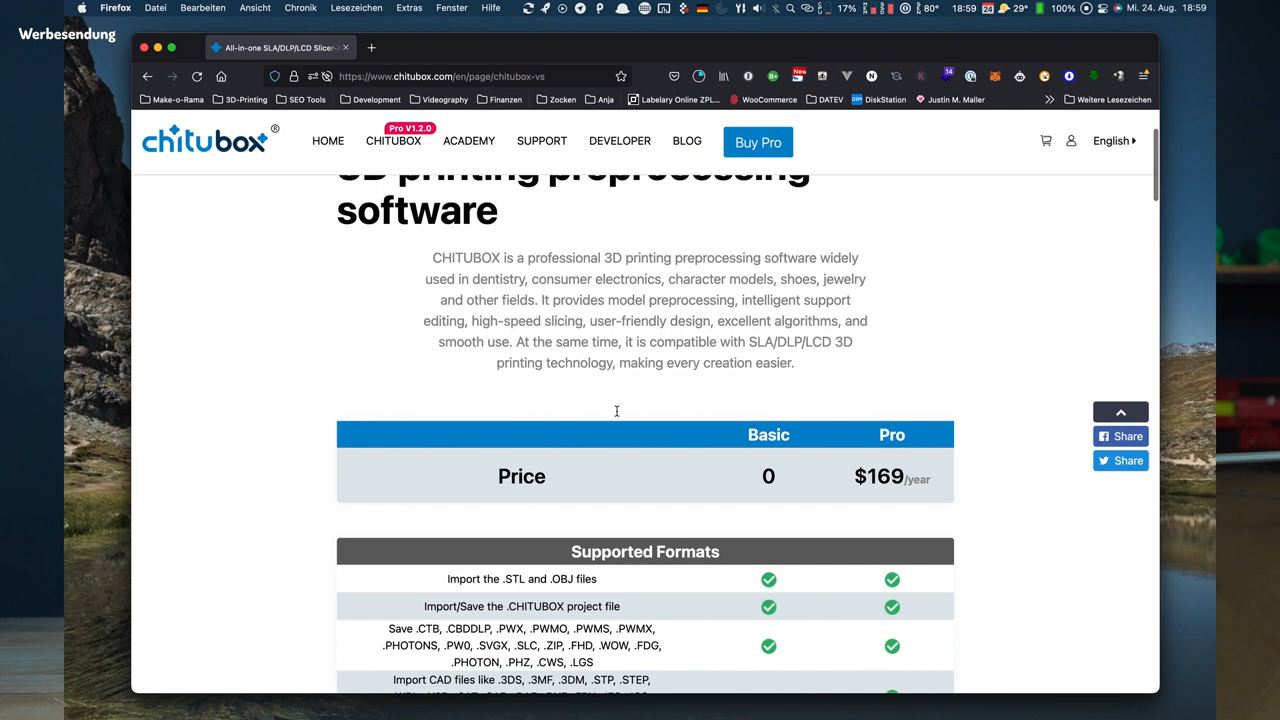 Firefox Datei Bearbeiten Ansicht Chronik Lesezeichen Extras Fenster Hilfe 17% 80° 18:59 29° 100% Mi. 24. Aug. 18:59
Werbesendung
All-in-one SLA/DLP/LCD Slicer-
https://www.chitubox.com/en/page/chitubox-vs
New
14
Make-o-Rama 3D-Printing SEO Tools Development Videography Finanzen Zocken Anja Labelary Online ZPL... WooCommerce DATEV DiskStation Justin M. Maller Weitere Lesezeichen
chitubox®
Pro V1.2.0
HOME CHITUBOX ACADEMY SUPPORT DEVELOPER BLOG Buy Pro English
3D printing preprocessing
software
CHITUBOX is a professional 3D printing preprocessing software widely
used in dentistry, consumer electronics, character models, shoes, jewelry
and other fields. It provides model preprocessing, intelligent support
editing, high-speed slicing, user-friendly design, excellent algorithms, and
smooth use. At the same time, it is compatible with SLA/DLP/LCD 3D
printing technology, making every creation easier.
Share
Share
Basic Pro
Price 0 $169/year
Supported Formats
Import the .STL and .OBJ files
Import/Save the .CHITUBOX project file
Save .CTB, .CBDDLP, .PWX, .PWMO, .PWMS, .PWMX,
.PHOTONS, .PW0, .SVGX, .SLC, .ZIP, .FHD, .WOW, .FDG,
.PHOTON, .PHZ, .CWS, .LGS
Import CAD files like .3DS, .3MF, .3DM, .STP, .STEP,